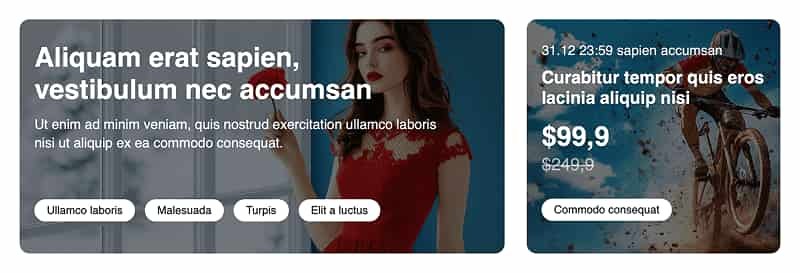 Aliquam erat sapien,
vestibulum nec accumsan
Ut enim ad minim veniam, quis nostrud exercitation ullamco laboris
nisi ut aliquip ex ea commodo consequat.
Ullamco laboris
Malesuada
Turpis
Elit a luctus
31.12 23:59 sapien accumsan
Curabitur tempor quis eros
lacinia aliquip nisi
$99,9
$249,9
Commodo consequat